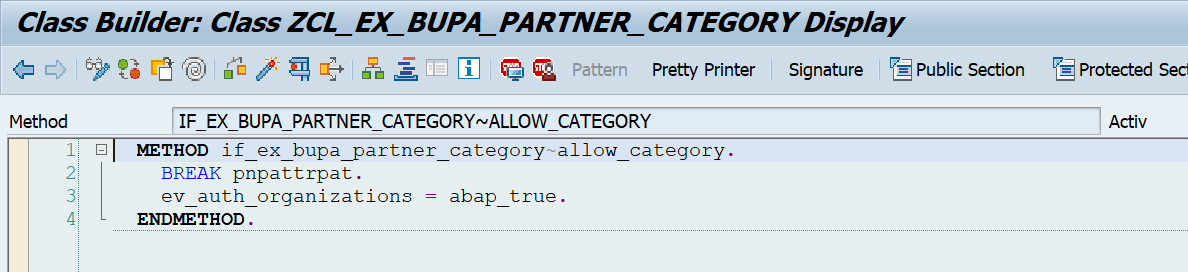 Class Builder: Class ZCL_EX_BUPA_PARTNER_CATEGORY Display
Pattern Pretty Printer Signature Public Section Protected Sect
Method IF_EX_BUPA_PARTNER_CATEGORY~ALLOW_CATEGORY Activ
1 METHOD if_ex_bupa_partner_category~allow_category.
2 BREAK pnpattrpat.
3 ev_auth_organizations = abap_true.
4 ENDMETHOD.